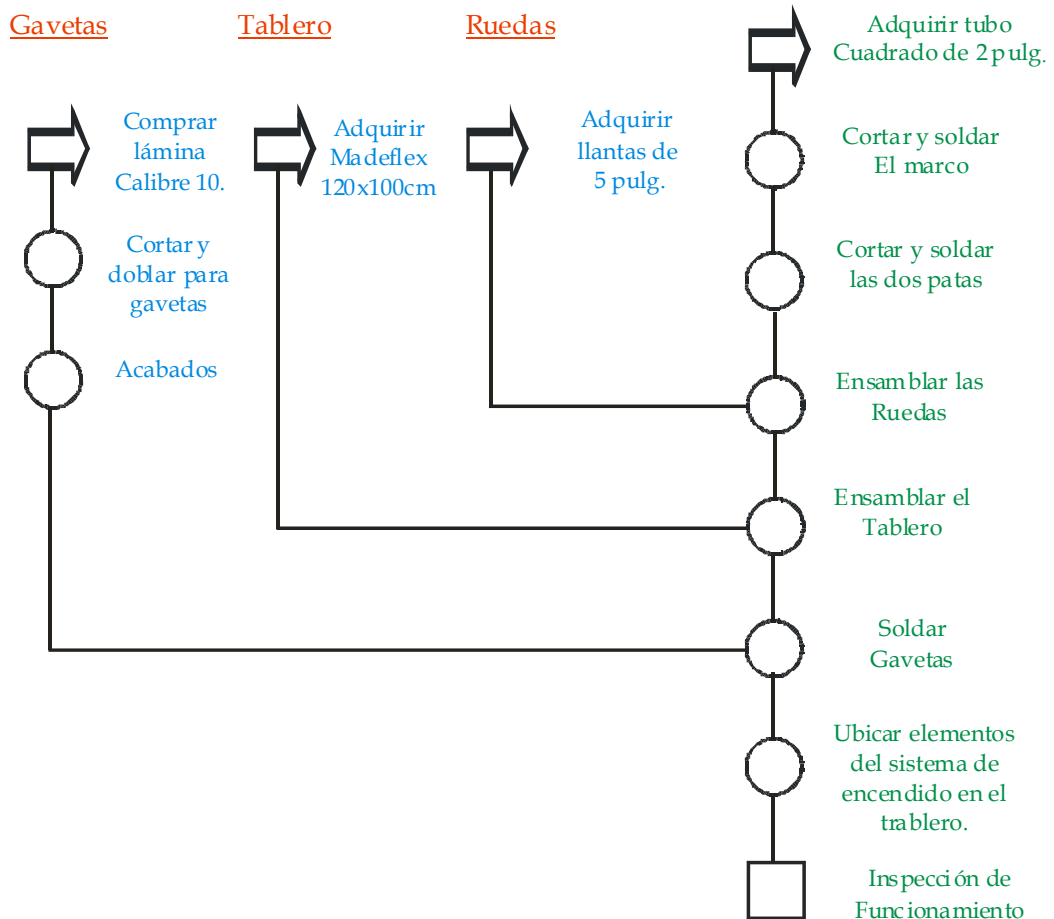 Gavetas
Tablero
Ruedas
Comprar
lámina
Calibre 10.
Cortar y
doblar para
gavetas
Acabados
Adquirir
Madeflex
120x100cm
Adquirir
llantas de
5 pulg.
Adquirir tubo
Cuadrado de 2 pulg.
Cortar y soldar
El marco
Cortar y soldar
las dos patas
Ensamblar las
Ruedas
Ensamblar el
Tablero
Soldar
Gavetas
Ubicar elementos
del sistema de
encendido en el
trablero.
Inspección de
Funcionamiento